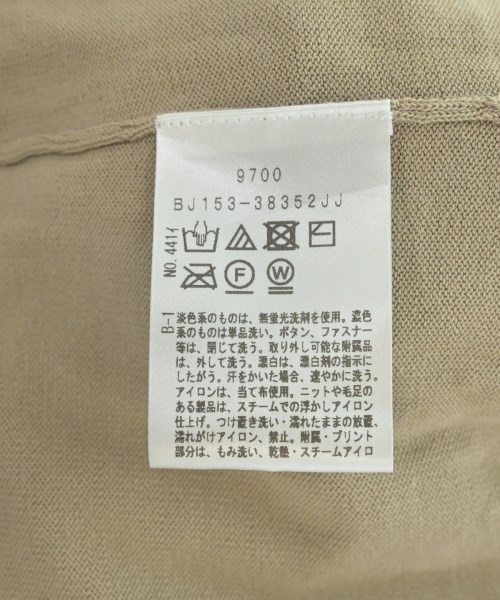 9700
BJ153-38352JJ
NO.441イ
F
W
B-1
淡色系のものは、無蛍光洗剤を使用。濃色
系のものは単品洗い。ボタン、ファスナー
等は、閉じて洗う。取り外し可能な附属品
は、外して洗う。漂白は、漂白剤の指示に
したがう。汗をかいた場合、速やかに洗う。
アイロンは、当て布使用。ニットや毛足の
ある製品は、スチームでの浮かしアイロン
仕上げ。つけ置き洗い・濡れたままの放置、
濡れがけアイロン、禁止。附属・プリント
部分は、もみ洗い、乾燥・スチームアイロ